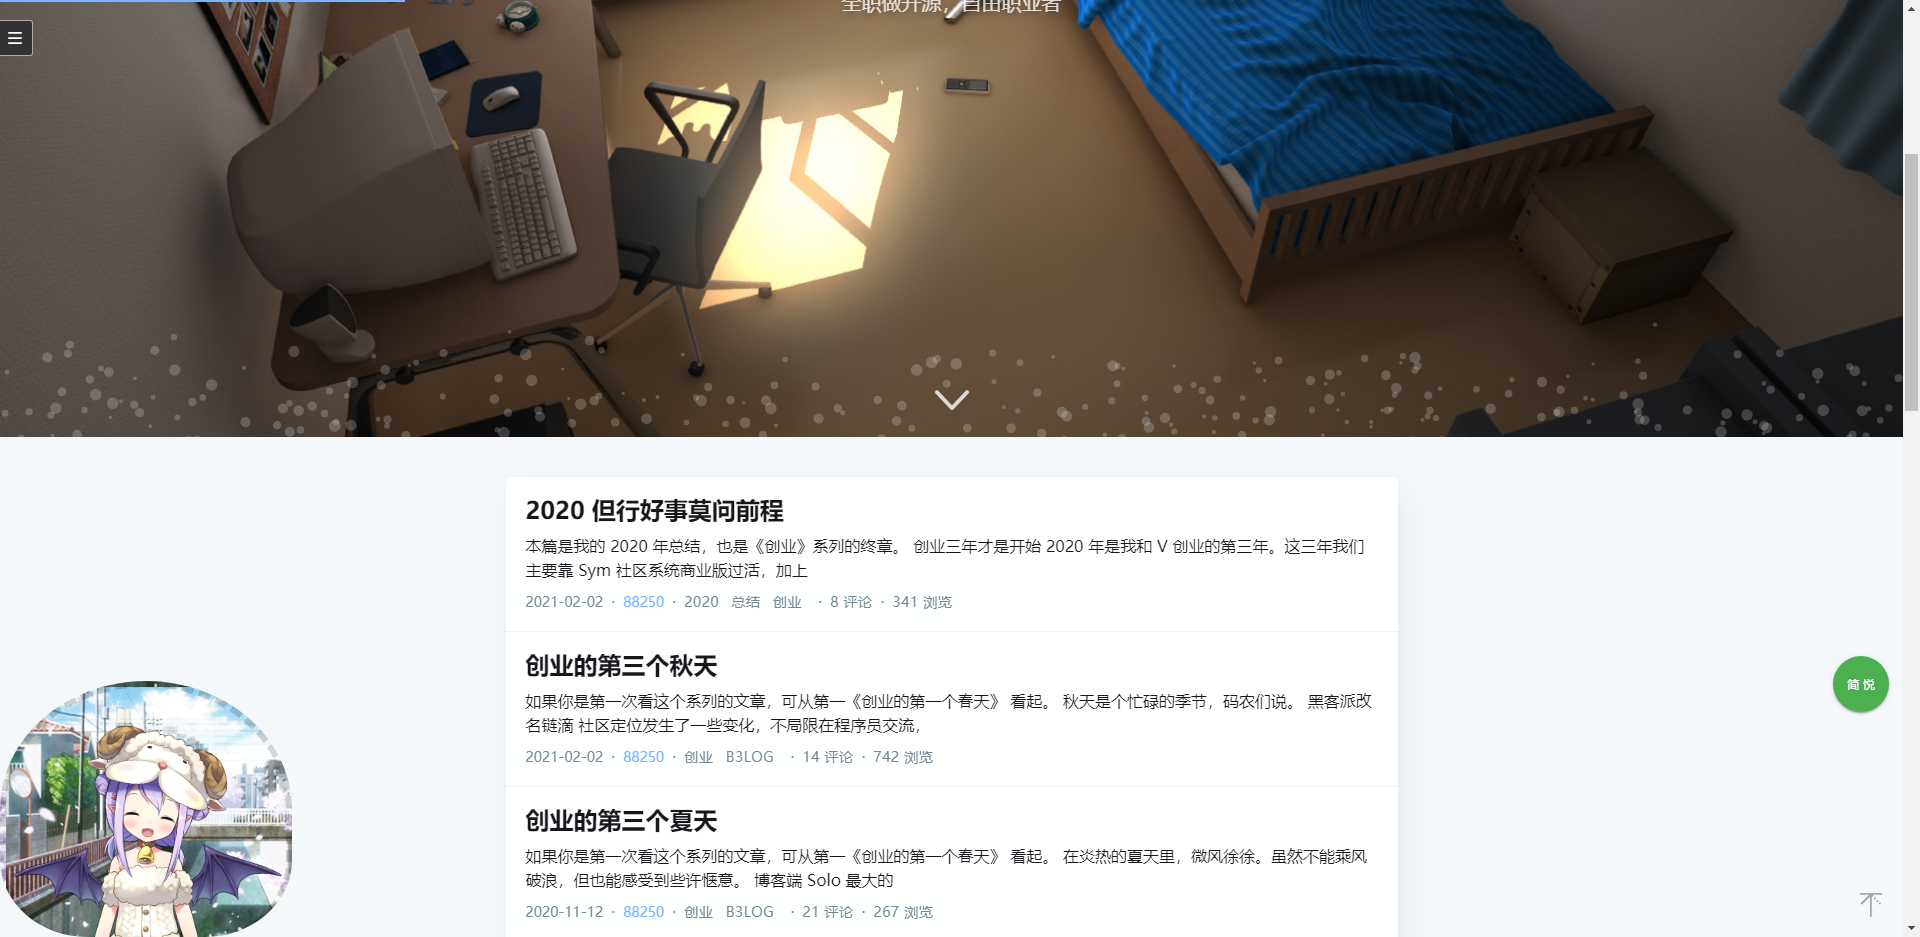 全职做开源，自由职业者
2020 但行好事莫问前程
本篇是我的 2020 年总结，也是《创业》系列的终章。 创业三年才是开始 2020 年是我和 V 创业的第三年。这三年我们
主要靠 Sym 社区系统商业版过活，加上
2021-02-02 · 88250 · 2020 总结 创业 · 8 评论 · 341 浏览
创业的第三个秋天
如果你是第一次看这个系列的文章，可从第一《创业的第一个春天》 看起。 秋天是个忙碌的季节，码农们说。 黑客派改
名链滴 社区定位发生了一些变化，不局限在程序员交流，
2021-02-02 · 88250 · 创业 B3LOG · 14 评论 · 742 浏览
简悦
创业的第三个夏天
如果你是第一次看这个系列的文章，可从第一《创业的第一个春天》 看起。 在炎热的夏天里，微风徐徐。虽然不能乘风
破浪，但也能感受到些许惬意。 博客端 Solo 最大的
2020-11-12 · 88250 · 创业 B3LOG · 21 评论 · 267 浏览